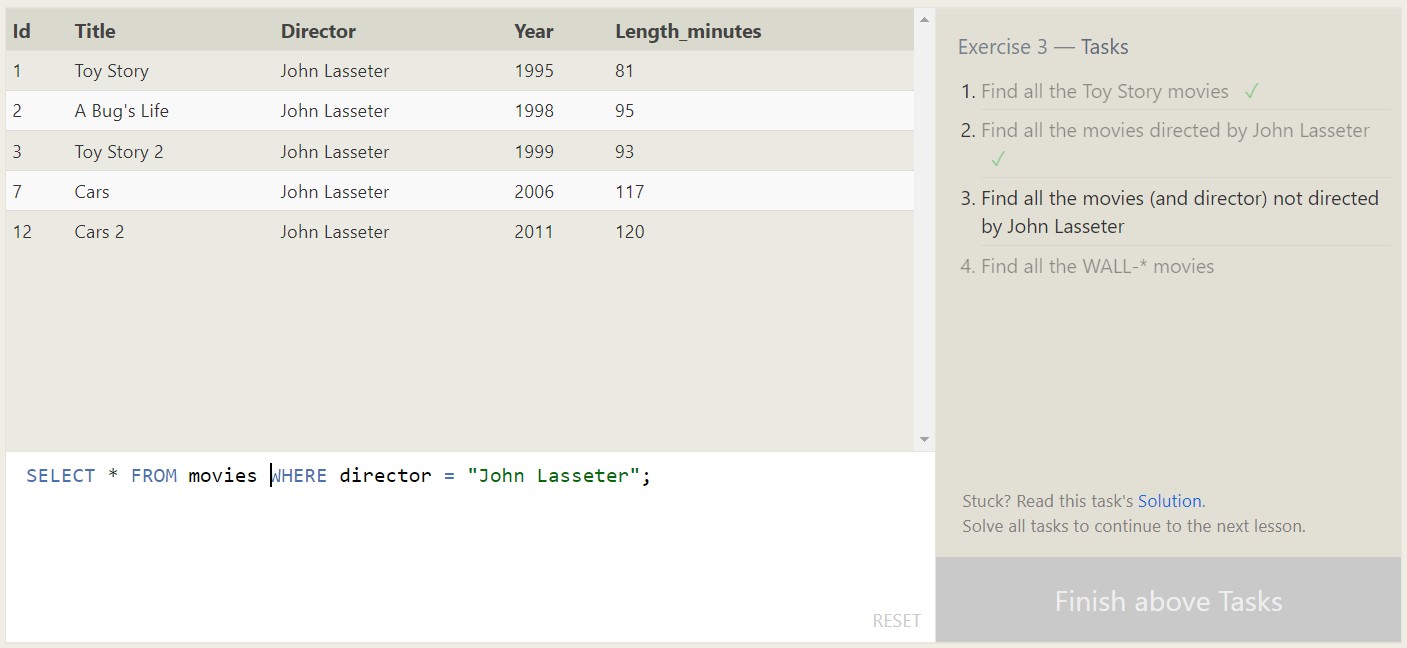 Id Title Director Year Length_minutes
1 Toy Story John Lasseter 1995 81
2 A Bug's Life John Lasseter 1998 95
3 Toy Story 2 John Lasseter 1999 93
7 Cars John Lasseter 2006 117
12 Cars 2 John Lasseter 2011 120
SELECT * FROM movies WHERE director = "John Lasseter";
RESET
Exercise 3 — Tasks
1. Find all the Toy Story movies ✓
2. Find all the movies directed by John Lasseter
✓
3. Find all the movies (and director) not directed
by John Lasseter
4. Find all the WALL-* movies
Stuck? Read this task's Solution.
Solve all tasks to continue to the next lesson.
Finish above Tasks